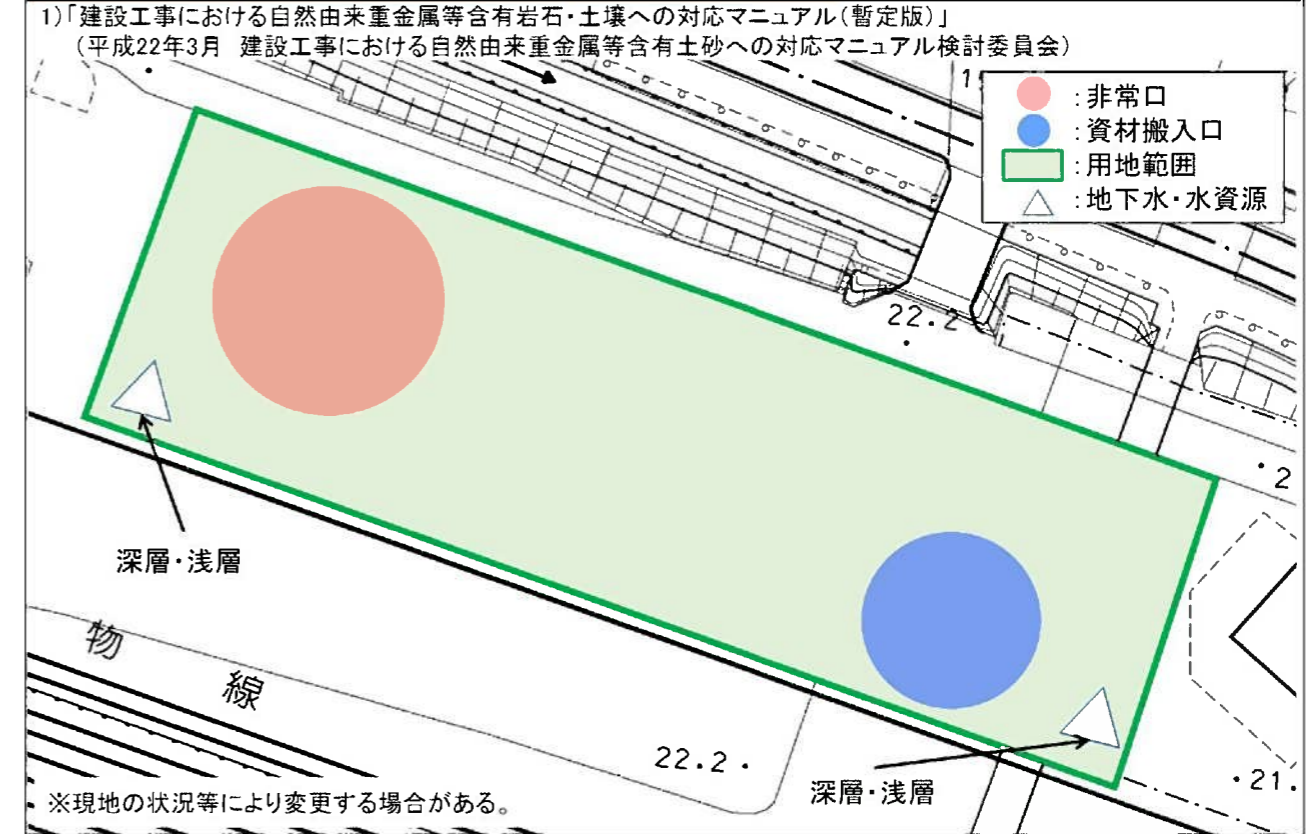 1)「建設工事における自然由来重金属等含有岩石・土壌への対応マニュアル(暫定版)」
(平成22年3月 建設工事における自然由来重金属等含有土砂への対応マニュアル検討委員会)
:非常口
:資材搬入口
:用地範囲
:地下水・水資源
22.2
深層・浅層
物線
22.2
深層・浅層
※現地の状況等により変更する場合がある。